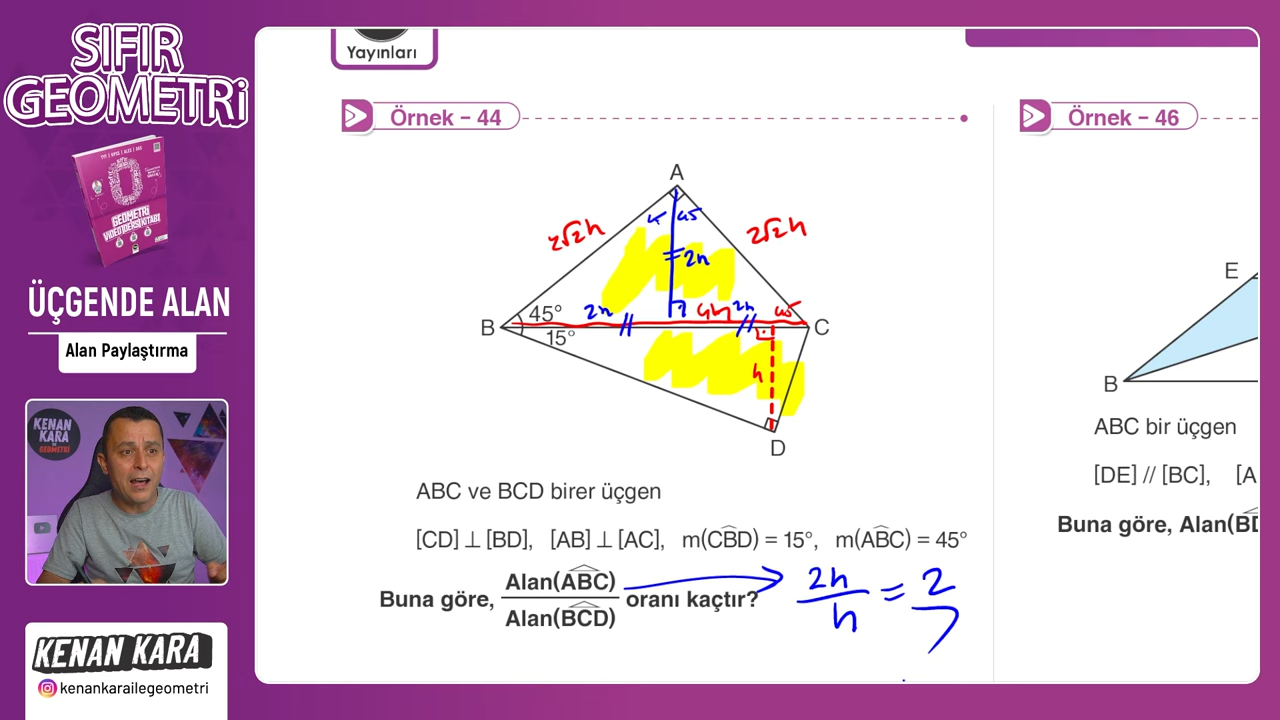 SIFIR
GEOMETRİ
GEOMETRİ
VİDEO DERS KİTABI
ÜÇGENDE ALAN
Alan Paylaştırma
KENAN
KARA
GEOMETRİ
KENAN KARA
kenankarailegeometri
Yayınları
Örnek – 44
A
45
2√2h
2√2h
2h
B
45°
2h
4h
2h
45
C
15°
h
D
ABC ve BCD birer üçgen
[CD] ⊥ [BD], [AB] ⊥ [AC], m(CBD) = 15°, m(ABC) = 45°
Buna göre, Alan(ABC) / Alan(BCD) oranı kaçtır?
2h / h = 2
Örnek – 46
E
B
ABC bir üçgen
[DE] // [BC], [A
Buna göre, Alan(BD